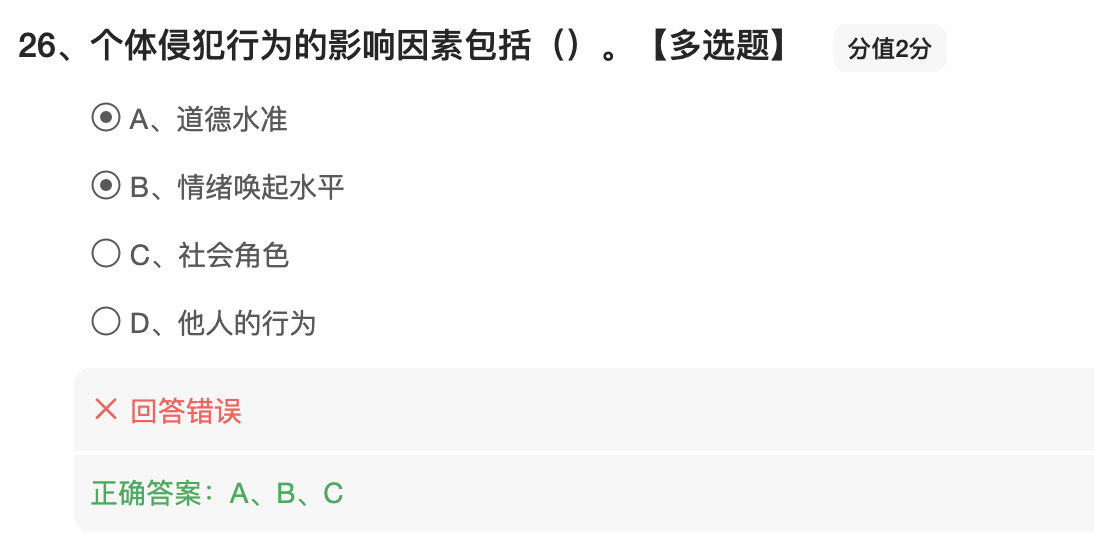 26、个体侵犯行为的影响因素包括（）。【多选题】 分值2分
A、道德水准
B、情绪唤起水平
C、社会角色
D、他人的行为
× 回答错误
正确答案：A、B、C